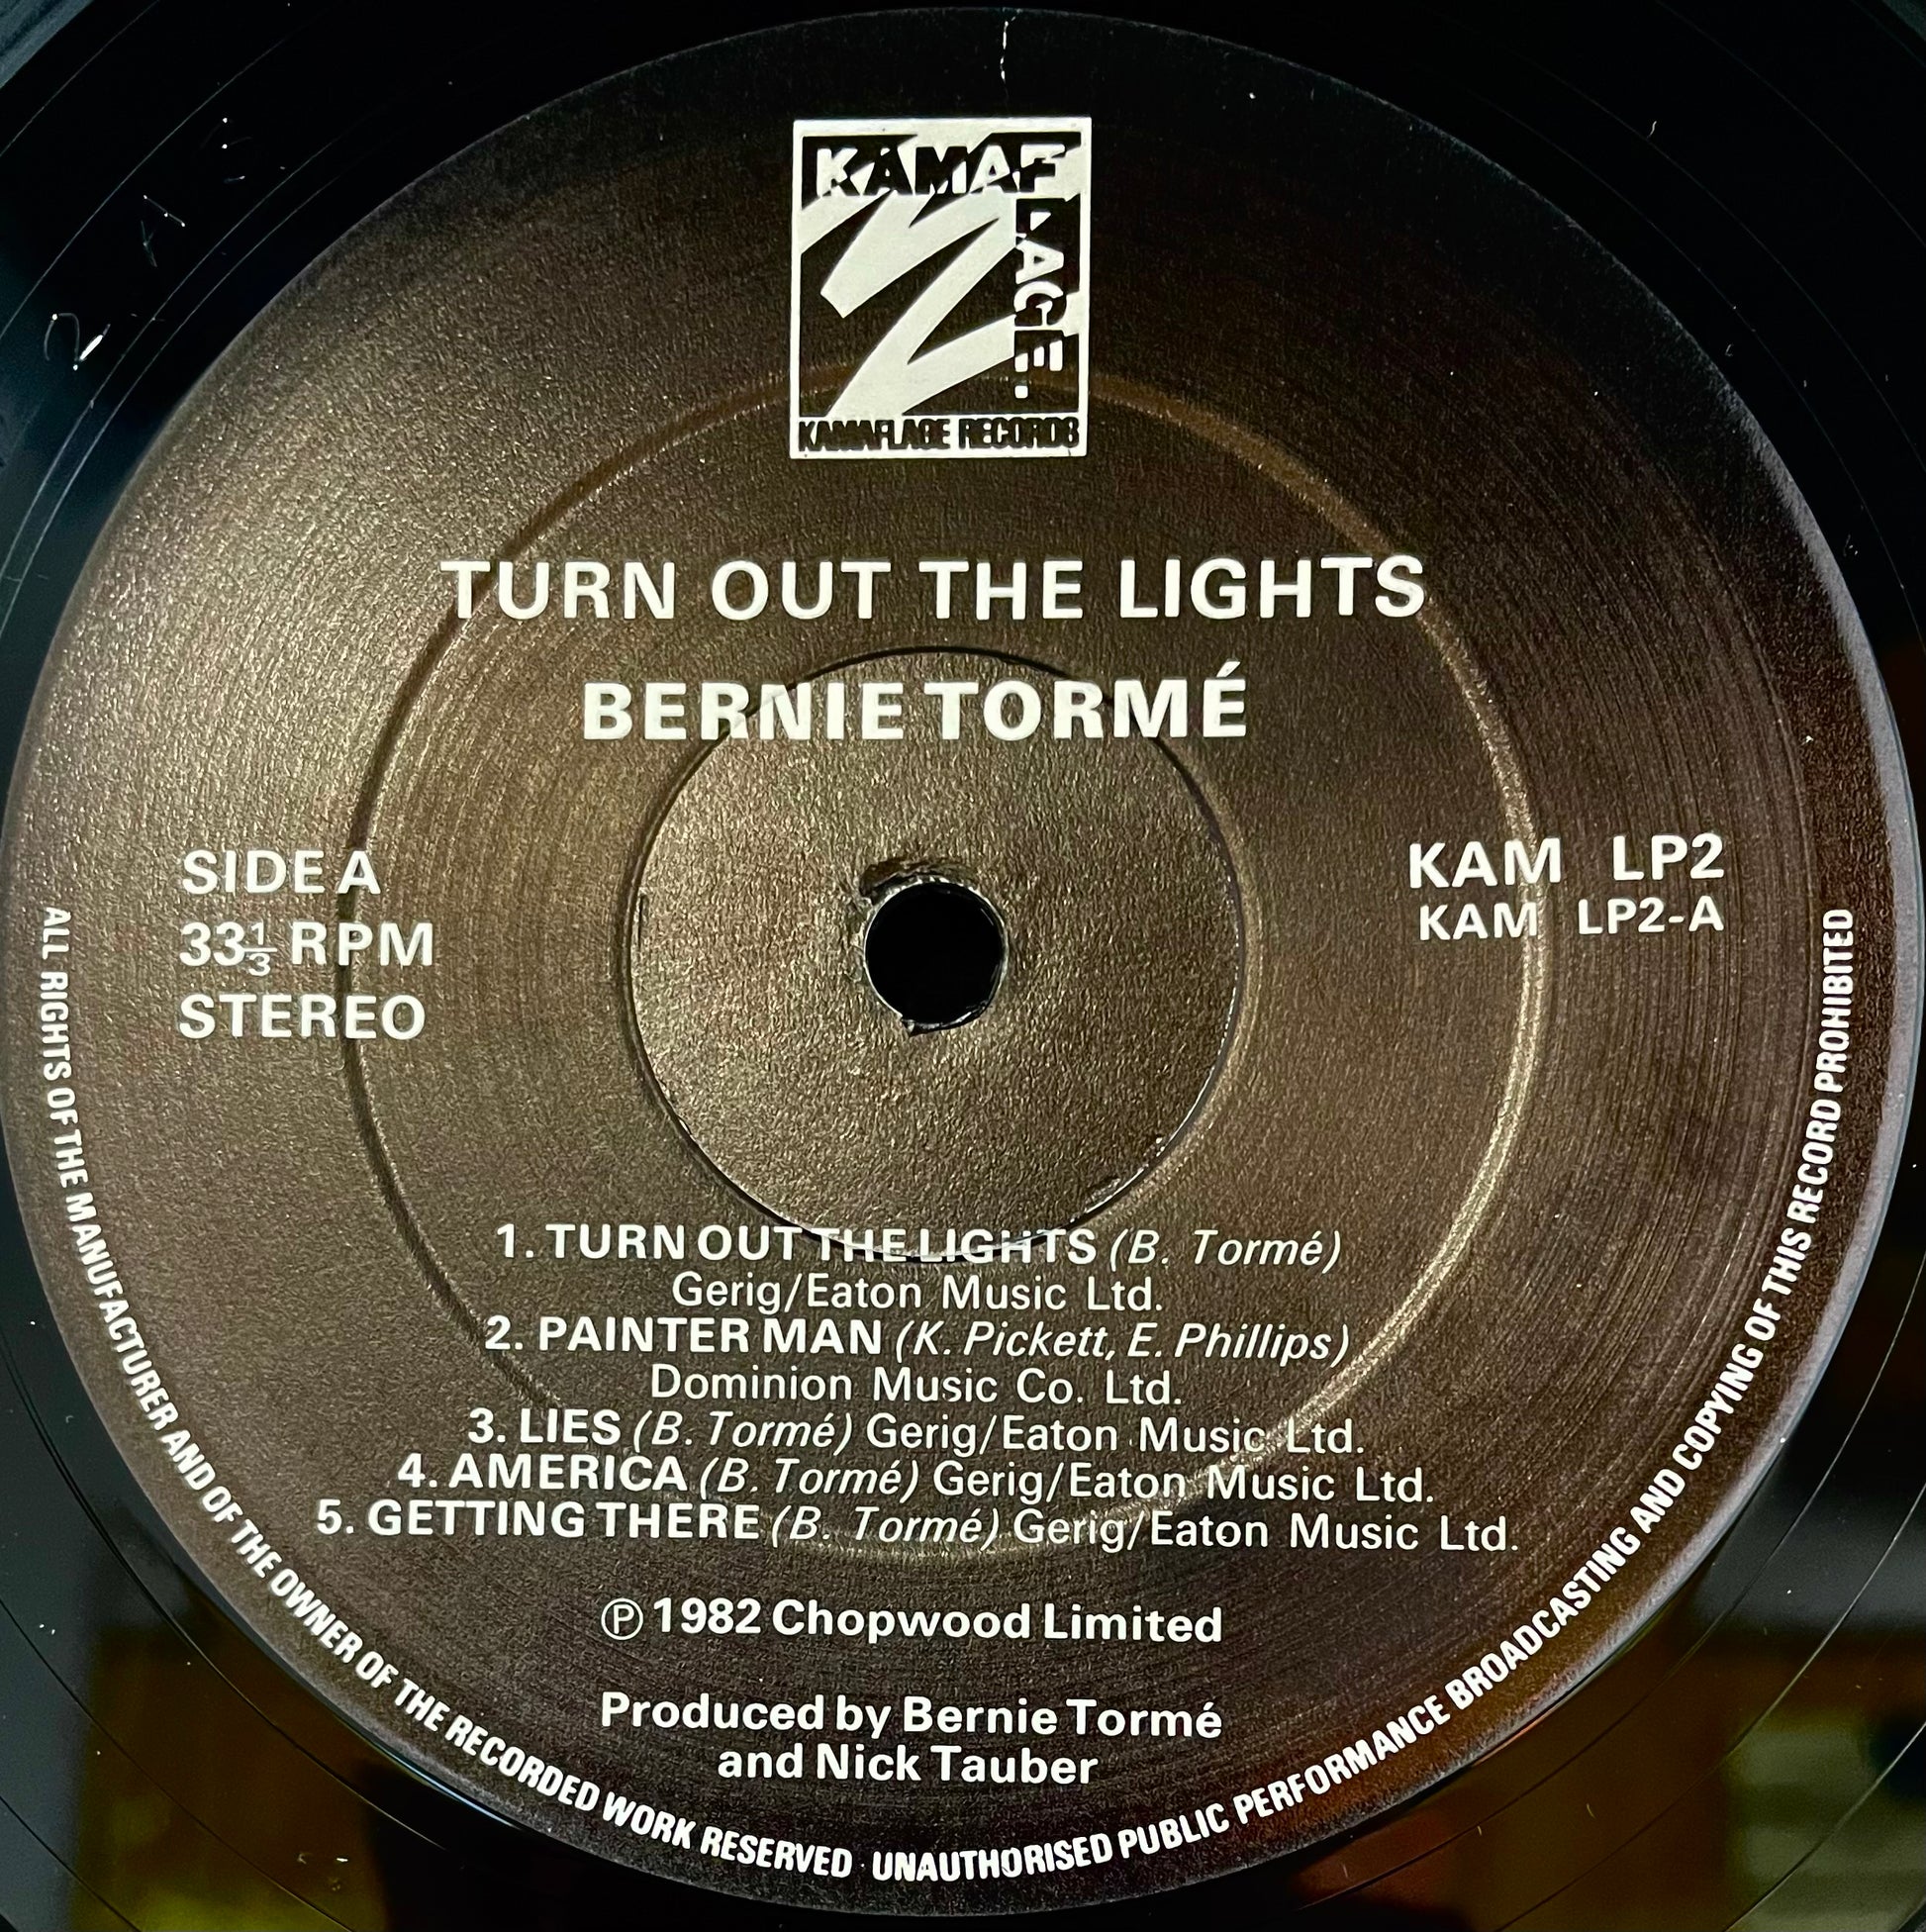 KAMAFLAGE.
KAMAFLAGE RECORDS
TURN OUT THE LIGHTS
BERNIE TORMÉ
SIDE A
33⅓ RPM
STEREO
KAM LP2
KAM LP2-A
1. TURN OUT THE LIGHTS (B. Tormé)
Gerig/Eaton Music Ltd.
2. PAINTER MAN (K. Pickett, E. Phillips)
Dominion Music Co. Ltd.
3. LIES (B. Tormé) Gerig/Eaton Music Ltd.
4. AMERICA (B. Tormé) Gerig/Eaton Music Ltd.
5. GETTING THERE (B. Tormé) Gerig/Eaton Music Ltd.
℗ 1982 Chopwood Limited
Produced by Bernie Tormé
and Nick Tauber
ALL RIGHTS OF THE MANUFACTURER AND OF THE OWNER OF THE RECORDED WORK RESERVED · UNAUTHORISED PUBLIC PERFORMANCE BROADCASTING AND COPYING OF THIS RECORD PROHIBITED